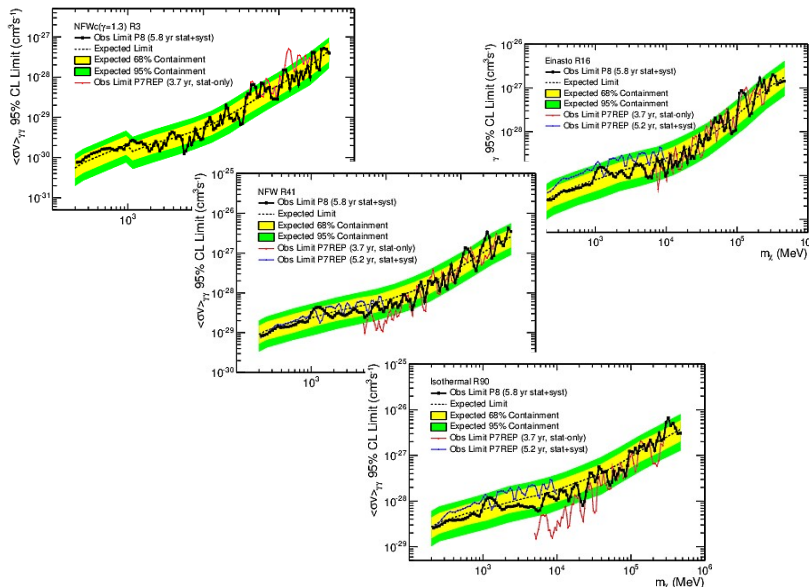 NFWc(γ=1.3) R3
Obs Limit P8 (5.8 yr stat+syst)
Expected Limit
Expected 68% Containment
Expected 95% Containment
Obs Limit P7REP (3.7 yr, stat-only)
<σv>γγ 95% CL Limit (cm³s⁻¹)
10⁻²⁷
10⁻²⁸
10⁻²⁹
10⁻³⁰
10⁻³¹
10³
Einasto R16
Obs Limit P8 (5.8 yr stat+syst)
Expected Limit
Expected 68% Containment
Expected 95% Containment
Obs Limit P7REP (3.7 yr, stat-only)
Obs Limit P7REP (5.2 yr, stat+syst)
γ 95% CL Limit (cm³s⁻¹)
10⁻²⁶
10⁻²⁷
10⁻²⁸
10³
10⁴
10⁵
10⁶
mχ (MeV)
NFW R41
Obs Limit P8 (5.8 yr stat+syst)
Expected Limit
Expected 68% Containment
Expected 95% Containment
Obs Limit P7REP (3.7 yr, stat-only)
Obs Limit P7REP (5.2 yr, stat+syst)
<σv>γγ 95% CL Limit (cm³s⁻¹)
10⁻²⁵
10⁻²⁶
10⁻²⁷
10⁻²⁸
10⁻²⁹
10⁻³⁰
10³
Isothermal R90
Obs Limit P8 (5.8 yr stat+syst)
Expected Limit
Expected 68% Containment
Expected 95% Containment
Obs Limit P7REP (3.7 yr, stat-only)
Obs Limit P7REP (5.2 yr, stat+syst)
<σv>γγ 95% CL Limit (cm³s⁻¹)
10⁻²⁵
10⁻²⁶
10⁻²⁷
10⁻²⁸
10⁻²⁹
10³
10⁴
10⁵
10⁶
mχ (MeV)